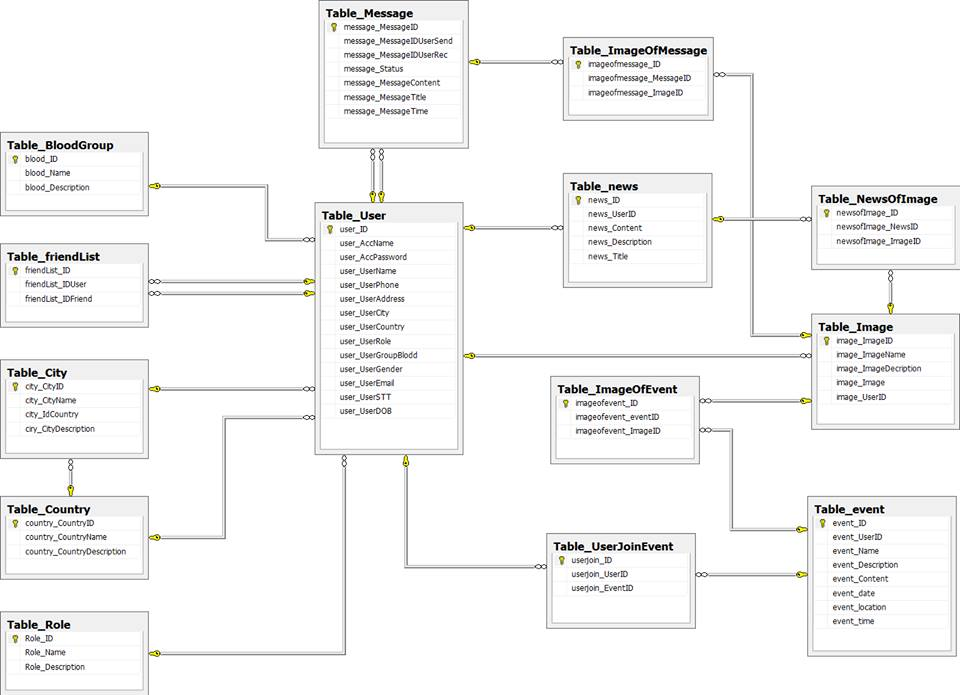 Table_Message
message_MessageID
message_MessageIDUserSend
message_MessageIDUserRec
message_Status
message_MessageContent
message_MessageTitle
message_MessageTime
Table_ImageOfMessage
imageofmessage_ID
imageofmessage_MessageID
imageofmessage_ImageID
Table_BloodGroup
blood_ID
blood_Name
blood_Description
Table_User
user_ID
user_AccName
user_AccPassword
user_UserName
user_UserPhone
user_UserAddress
user_UserCity
user_UserCountry
user_UserRole
user_UserGroupBlodd
user_UserGender
user_UserEmail
user_UserSTT
user_UserDOB
Table_news
news_ID
news_UserID
news_Content
news_Description
news_Title
Table_NewsOfImage
newsofImage_ID
newsofImage_NewsID
newsofImage_ImageID
Table_friendList
friendList_ID
friendList_IDUser
friendList_IDFriend
Table_Image
image_ImageID
image_ImageName
image_ImageDecription
image_Image
image_UserID
Table_City
city_CityID
city_CityName
city_IdCountry
ciry_CityDescription
Table_ImageOfEvent
imageofevent_ID
imageofevent_eventID
imageofevent_ImageID
Table_Country
country_CountryID
country_CountryName
country_CountryDescription
Table_event
event_ID
event_UserID
event_Name
event_Description
event_Content
event_date
event_location
event_time
Table_UserJoinEvent
userjoin_ID
userjoin_UserID
userjoin_EventID
Table_Role
Role_ID
Role_Name
Role_Description